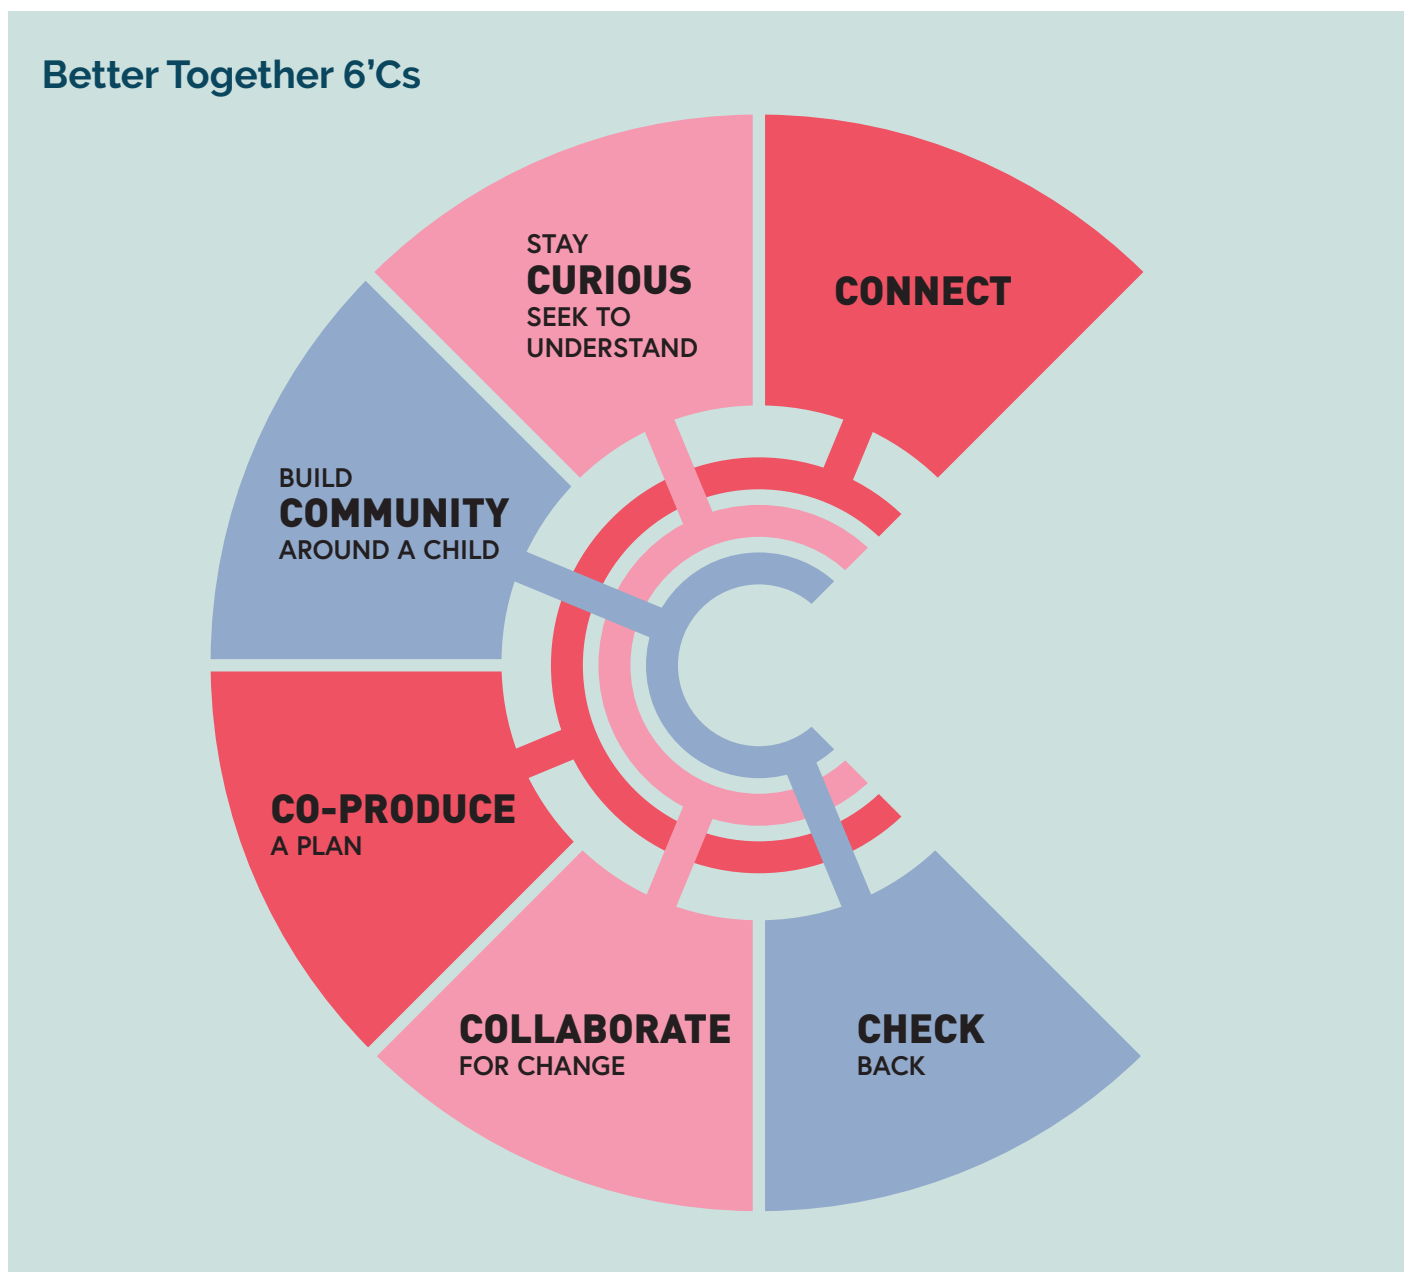 Better Together 6’Cs
CONNECT
STAY
CURIOUS
SEEK TO
UNDERSTAND
BUILD
COMMUNITY
AROUND A CHILD
CO-PRODUCE
A PLAN
COLLABORATE
FOR CHANGE
CHECK
BACK